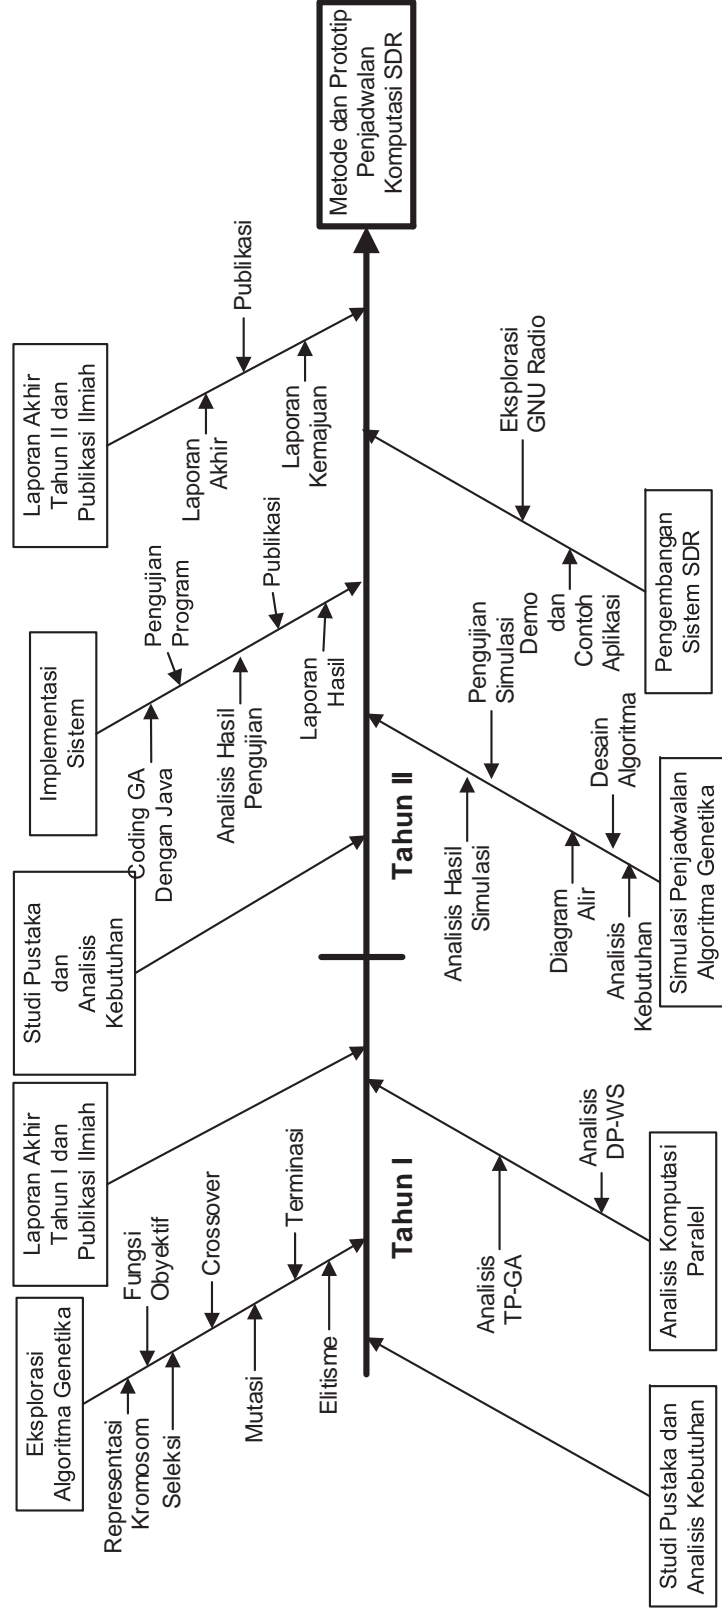 Eksplorasi
Algoritma Genetika
Representasi
Kromosom
Fungsi
Obyektif
Seleksi
Crossover
Mutasi
Terminasi
Elitisme
Laporan Akhir
Tahun I dan
Publikasi Ilmiah
Studi Pustaka
dan
Analisis
Kebutuhan
Implementasi
Sistem
Coding GA
Dengan Java
Pengujian
Program
Analisis Hasil
Pengujian
Publikasi
Laporan
Hasil
Laporan Akhir
Tahun II dan
Publikasi Ilmiah
Laporan
Akhir
Publikasi
Laporan
Kemajuan
Tahun I
Tahun II
Metode dan Prototip
Penjadwalan
Komputasi SDR
Studi Pustaka dan
Analisis Kebutuhan
Analisis
TP-GA
Analisis
DP-WS
Analisis Komputasi
Paralel
Analisis Hasil
Simulasi
Pengujian
Simulasi
Diagram
Alir
Desain
Algoritma
Analisis
Kebutuhan
Simulasi Penjadwalan
Algoritma Genetika
Eksplorasi
GNU Radio
Demo
dan
Contoh
Aplikasi
Pengembangan
Sistem SDR